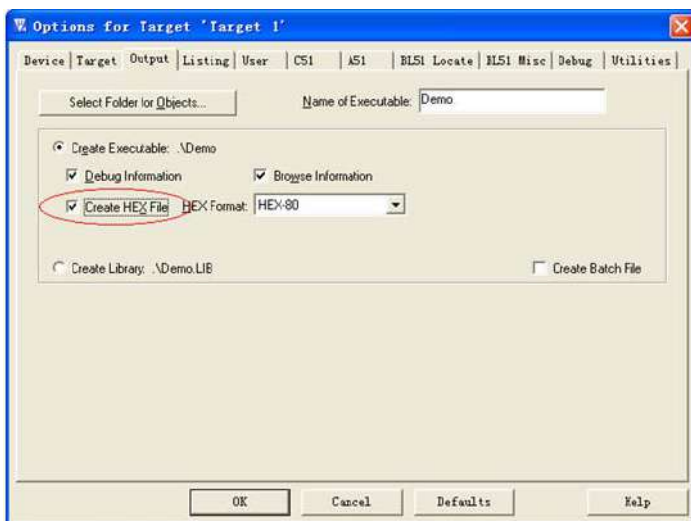 Options for Target 'Target 1'
Device Target Output Listing User C51 A51 BL51 Locate BL51 Misc Debug Utilities
Select Folder for Objects... Name of Executable: Demo
Create Executable: .\Demo
Debug Information Browse Information
Create HEX File HEX Format: HEX-80
Create Library: .\Demo.LIB Create Batch File
OK Cancel Defaults Help